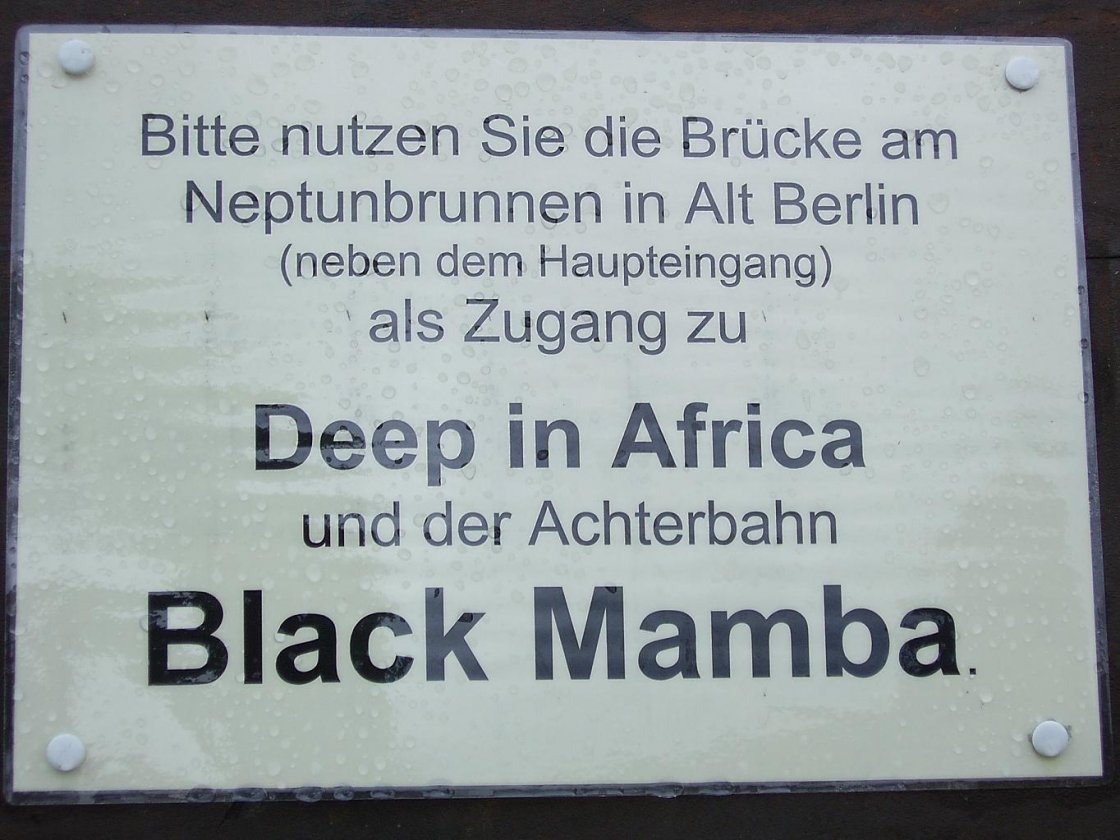 Bitte nutzen Sie die Brücke am
Neptunbrunnen in Alt Berlin
(neben dem Haupteingang)
als Zugang zu
Deep in Africa
und der Achterbahn
Black Mamba.